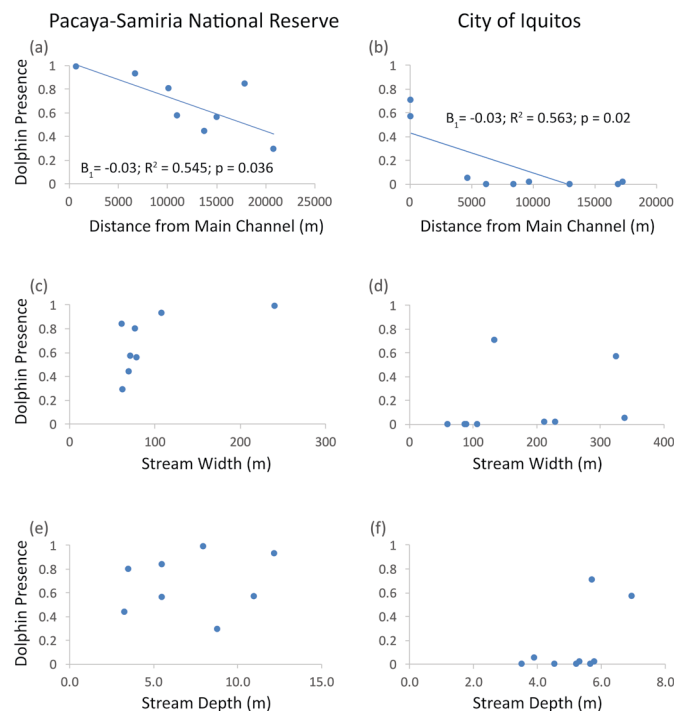 Pacaya-Samiria National Reserve
City of Iquitos
(a)
Dolphin Presence
1
0.8
0.6
0.4
0.2
0
B1= -0.03; R2 = 0.545; p = 0.036
0 5000 10000 15000 20000 25000
Distance from Main Channel (m)
(b)
1
0.8
0.6
0.4
0.2
0
B1= -0.03; R2 = 0.563; p = 0.02
0 5000 10000 15000 20000
Distance from Main Channel (m)
(c)
Dolphin Presence
1
0.8
0.6
0.4
0.2
0
0 100 200 300
Stream Width (m)
(d)
1
0.8
0.6
0.4
0.2
0
0 100 200 300 400
Stream Width (m)
(e)
Dolphin Presence
1
0.8
0.6
0.4
0.2
0
0.0 5.0 10.0 15.0
Stream Depth (m)
(f)
1
0.8
0.6
0.4
0.2
0
0.0 2.0 4.0 6.0 8.0
Stream Depth (m)